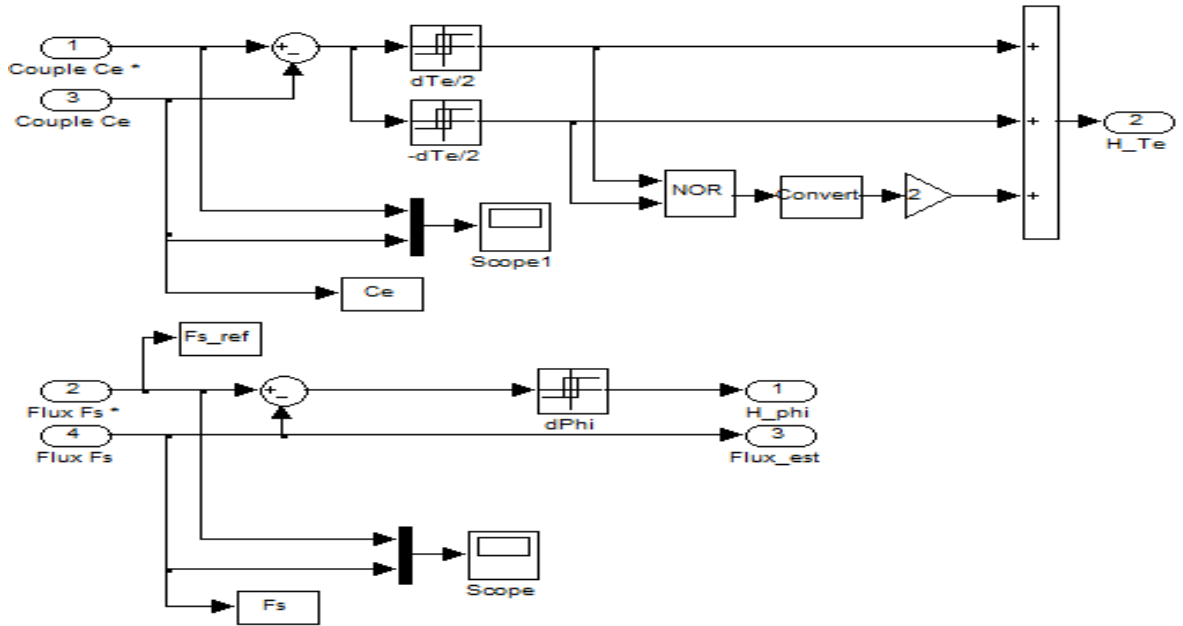 1
Couple Ce *
3
Couple Ce
+
−
dTe/2
-dTe/2
NOR
Convert
2
+
+
+
2
H_Te
Scope1
Ce
Fs_ref
2
Flux Fs *
4
Flux Fs
+
−
dPhi
1
H_phi
3
Flux_est
Scope
Fs